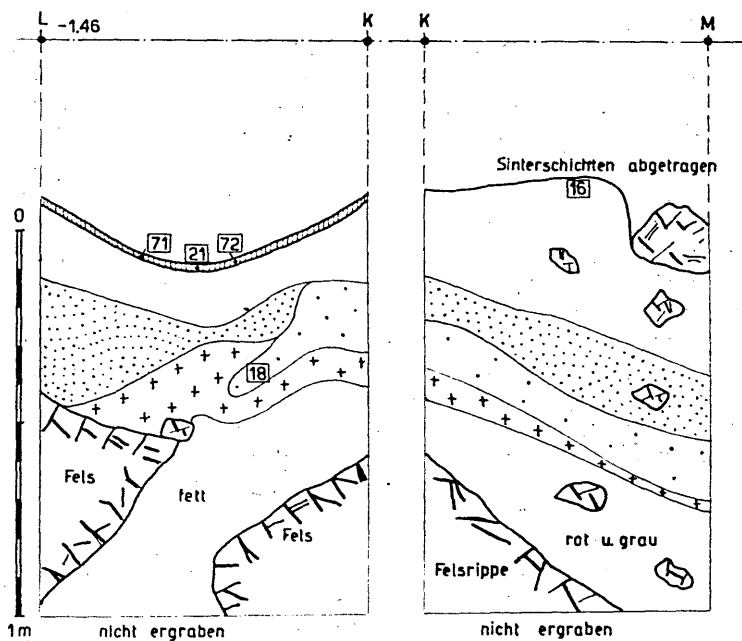 L -1,46 K K M
Sinterschichten abgetragen
16
0
71 21 72
18
Fels
fett
Fels
rot u. grau
Felsrippe
1m nicht ergraben nicht ergraben